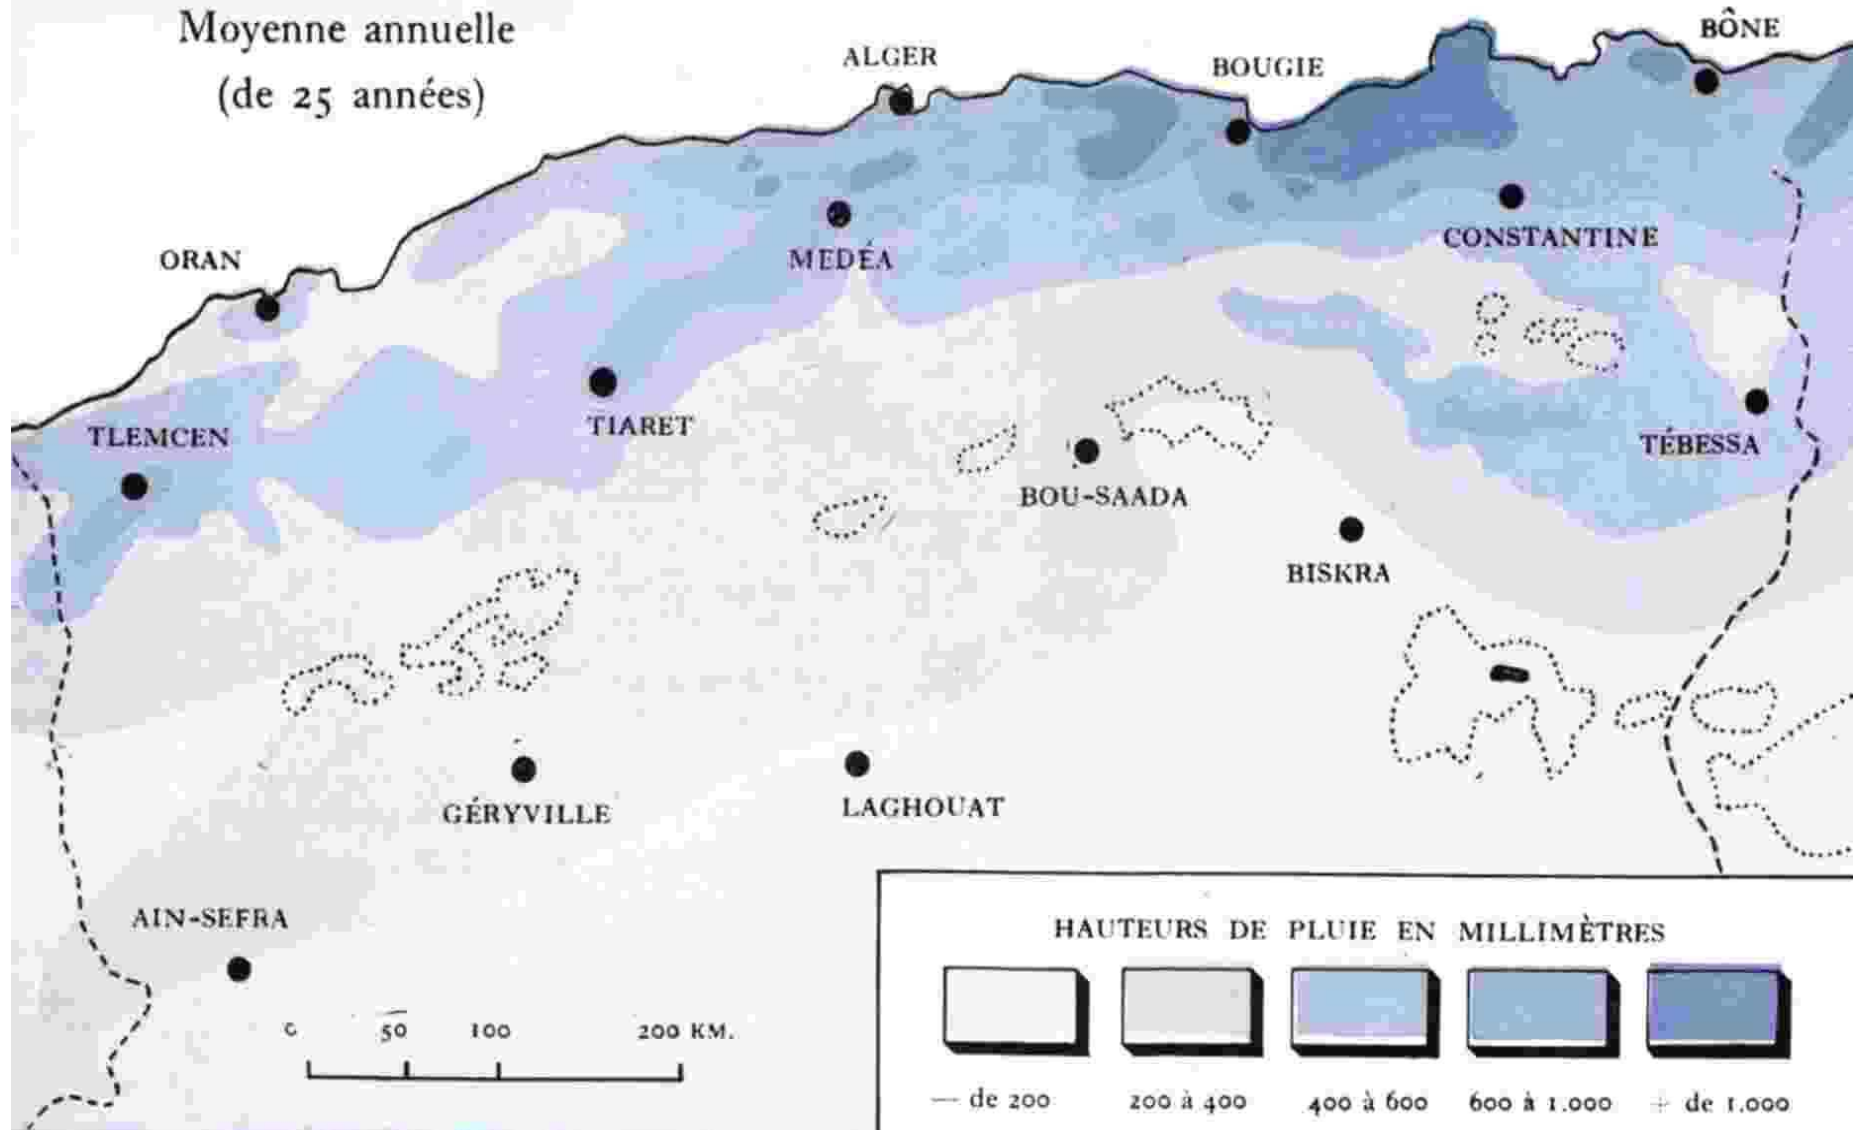 Moyenne annuelle
(de 25 années)
ALGER
BOUGIE
BÔNE
ORAN
MEDÉA
CONSTANTINE
TLEMCEN
TIARET
TÉBESSA
BOU-SAADA
BISKRA
GÉRYVILLE
LAGHOUAT
AIN-SEFRA
0 50 100 200 KM.
HAUTEURS DE PLUIE EN MILLIMÈTRES
— de 200 200 à 400 400 à 600 600 à 1.000 + de 1.000